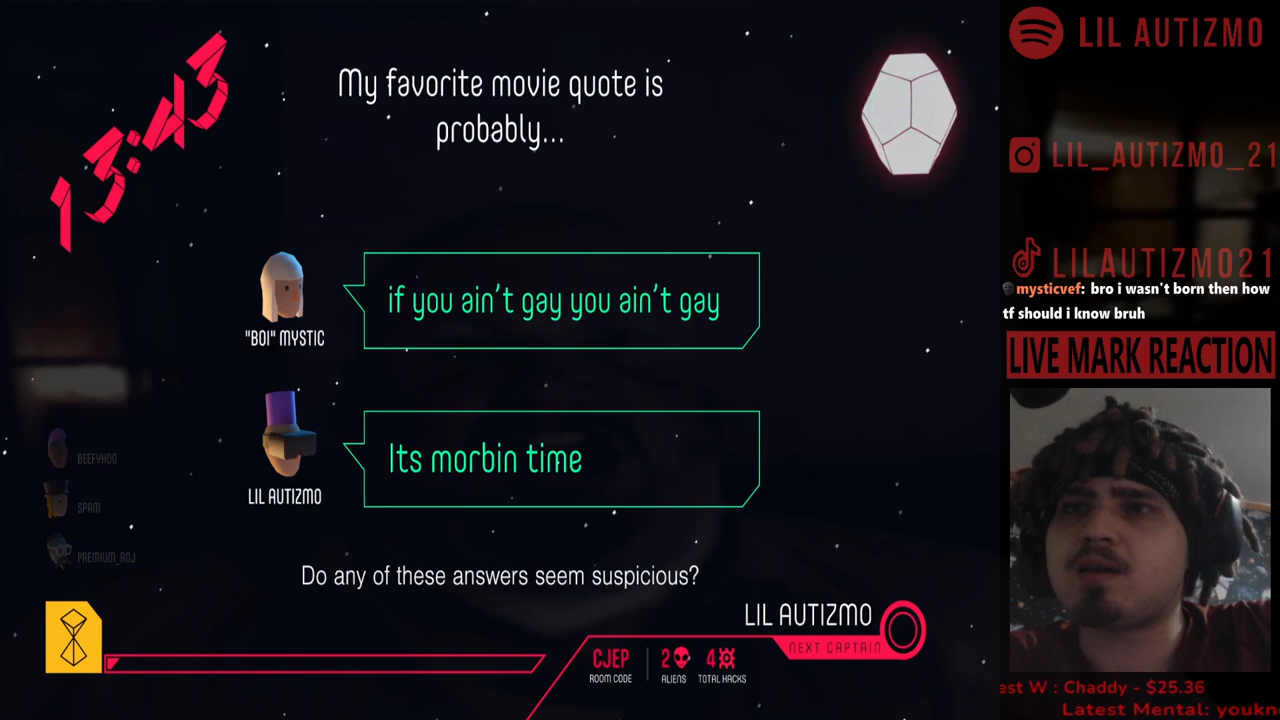 13:43
My favorite movie quote is
probably...
if you ain't gay you ain't gay
"BOI" MYSTIC
Its morbin time
LIL AUTIZMO
BEEFYHOG
SPAM
PREMIUM_ROJ
Do any of these answers seem suspicious?
LIL AUTIZMO
NEXT CAPTAIN
CJEP
ROOM CODE
2
ALIENS
4
TOTAL HACKS
LIL AUTIZMO
LIL_AUTIZMO_21
LILAUTIZMO21
mysticvef: bro i wasn't born then how
tf should i know bruh
LIVE MARK REACTION
est W : Chaddy - $25.36
Latest Mental: youkn